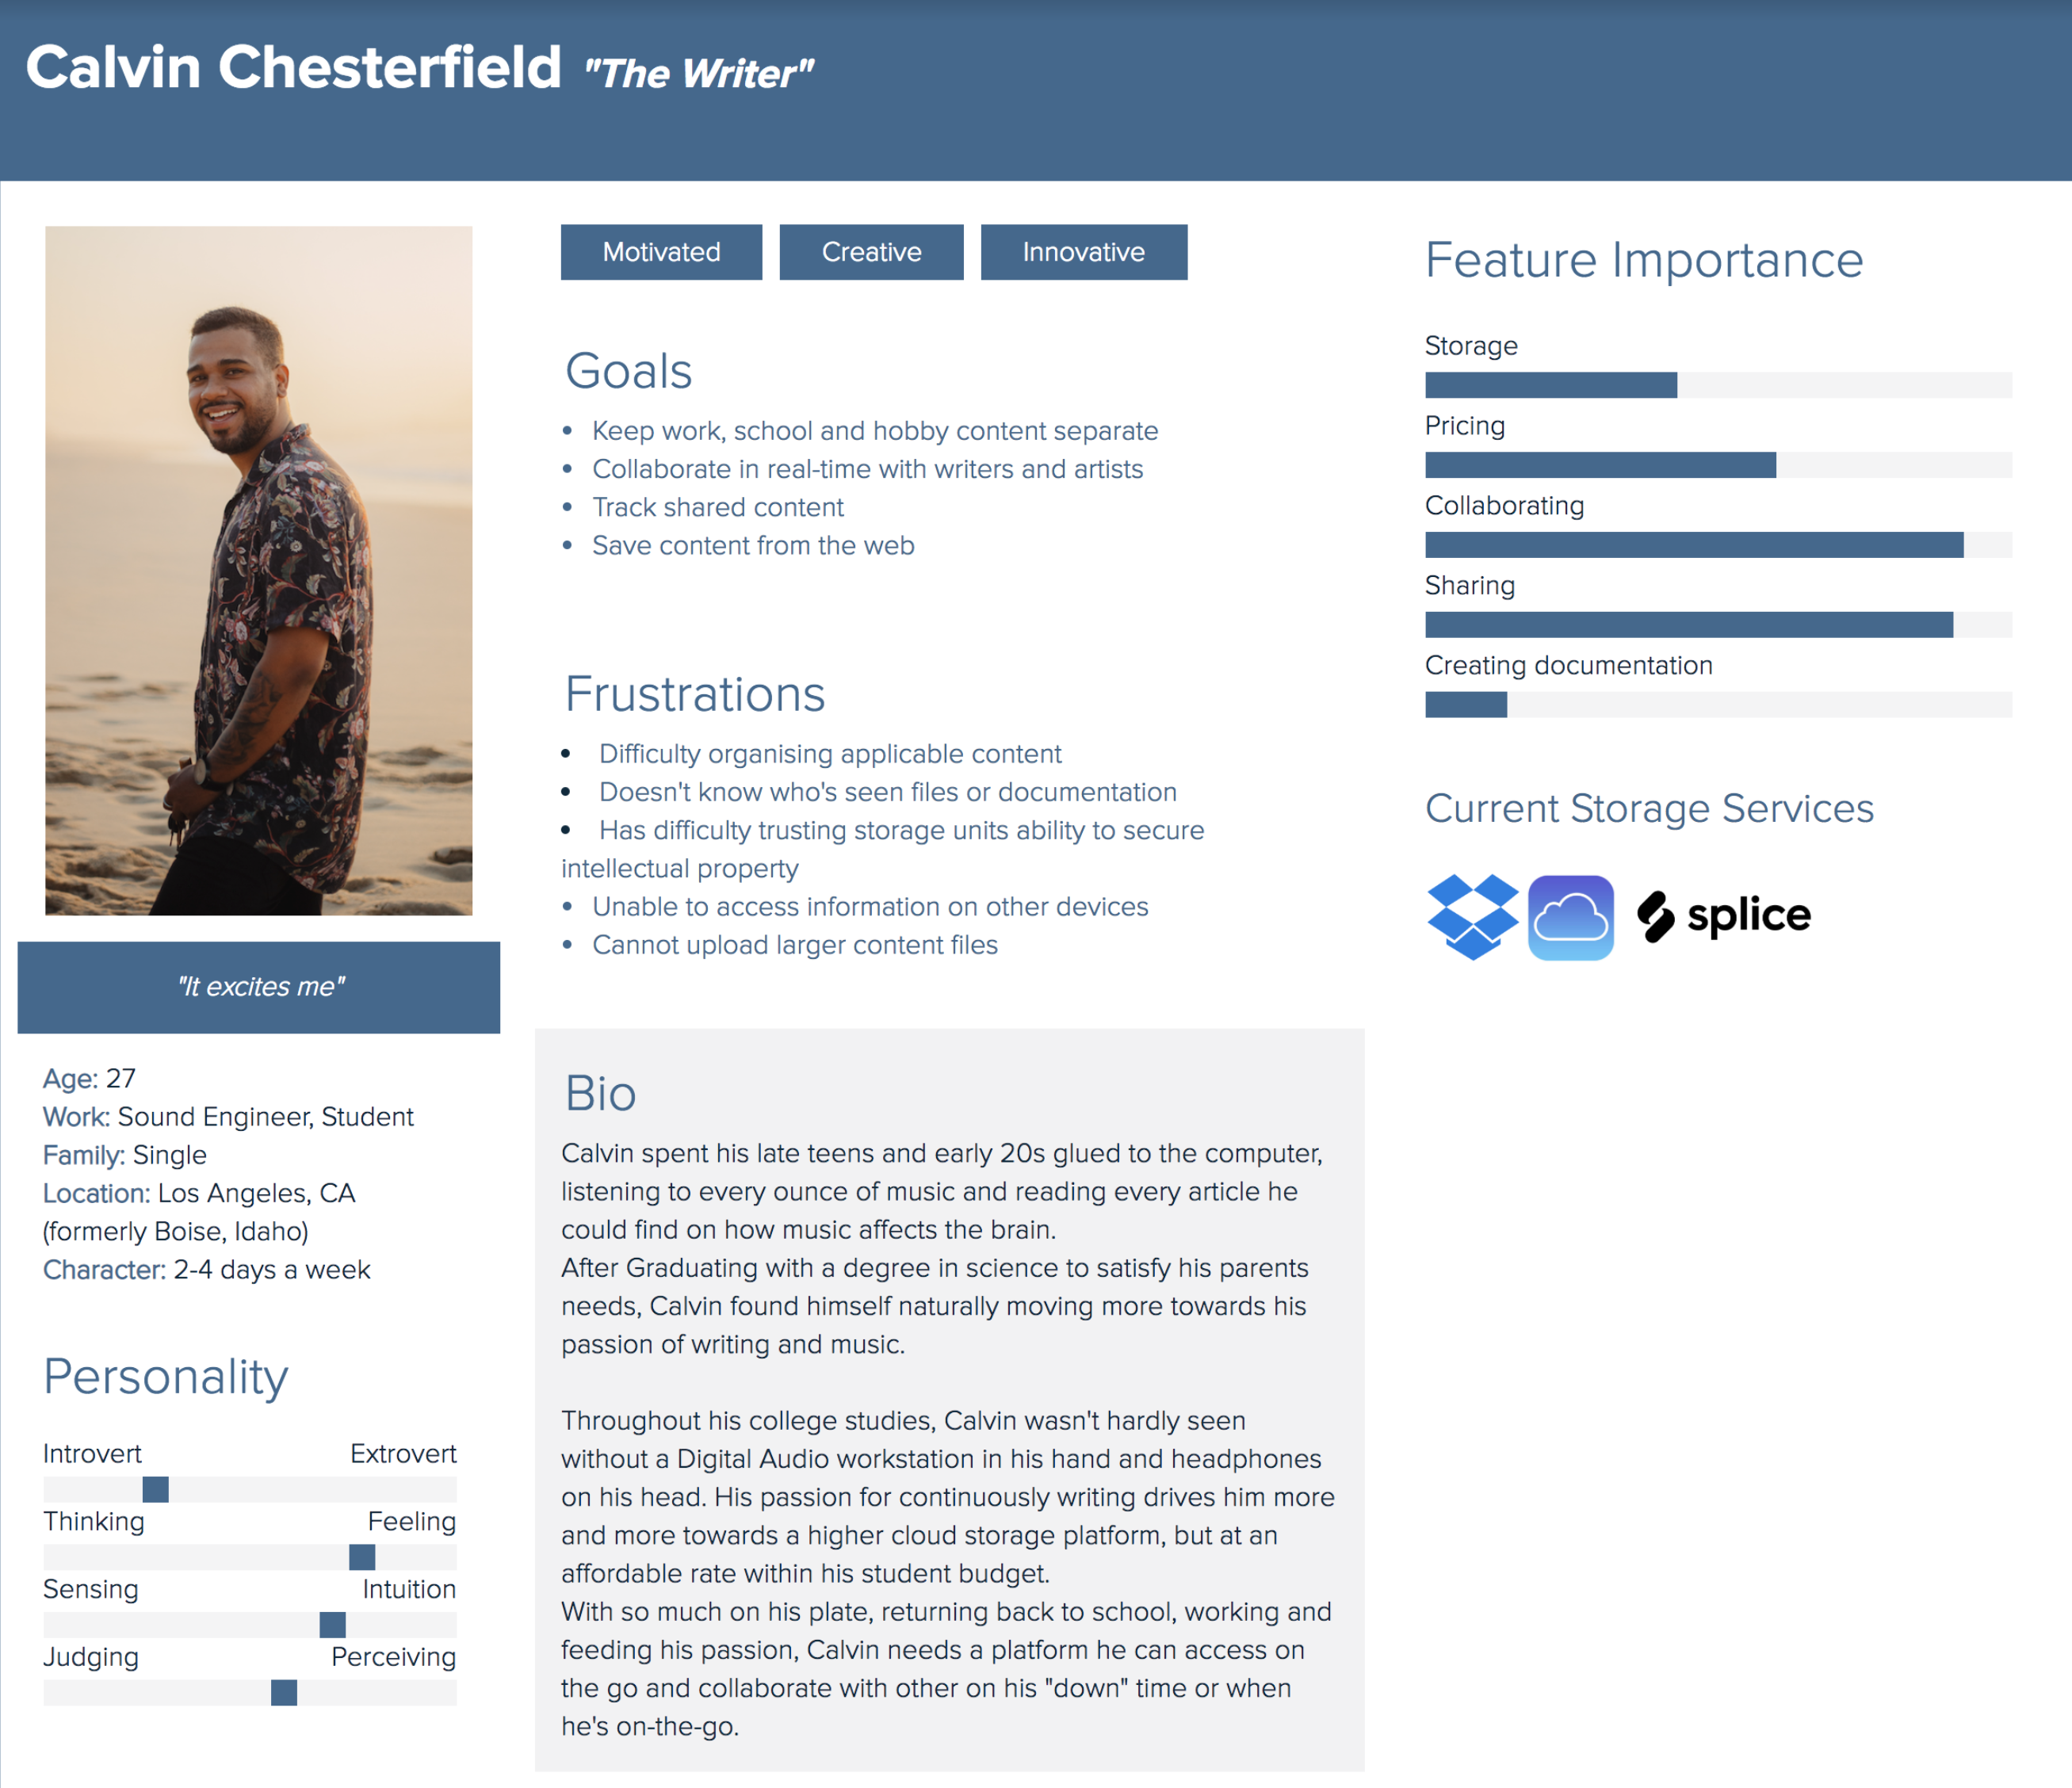 Calvin Chesterfield "The Writer"
"It excites me"
Age: 27
Work: Sound Engineer, Student
Family: Single
Location: Los Angeles, CA
(formerly Boise, Idaho)
Character: 2-4 days a week
Personality
Introvert Extrovert
Thinking Feeling
Sensing Intuition
Judging Perceiving
Motivated Creative Innovative
Goals
• Keep work, school and hobby content separate
• Collaborate in real-time with writers and artists
• Track shared content
• Save content from the web
Frustrations
• Difficulty organising applicable content
• Doesn't know who's seen files or documentation
• Has difficulty trusting storage units ability to secure
intellectual property
• Unable to access information on other devices
• Cannot upload larger content files
Bio
Calvin spent his late teens and early 20s glued to the computer,
listening to every ounce of music and reading every article he
could find on how music affects the brain.
After Graduating with a degree in science to satisfy his parents
needs, Calvin found himself naturally moving more towards his
passion of writing and music.
Throughout his college studies, Calvin wasn't hardly seen
without a Digital Audio workstation in his hand and headphones
on his head. His passion for continuously writing drives him more
and more towards a higher cloud storage platform, but at an
affordable rate within his student budget.
With so much on his plate, returning back to school, working and
feeding his passion, Calvin needs a platform he can access on
the go and collaborate with other on his "down" time or when
he's on-the-go.
Feature Importance
Storage
Pricing
Collaborating
Sharing
Creating documentation
Current Storage Services
splice